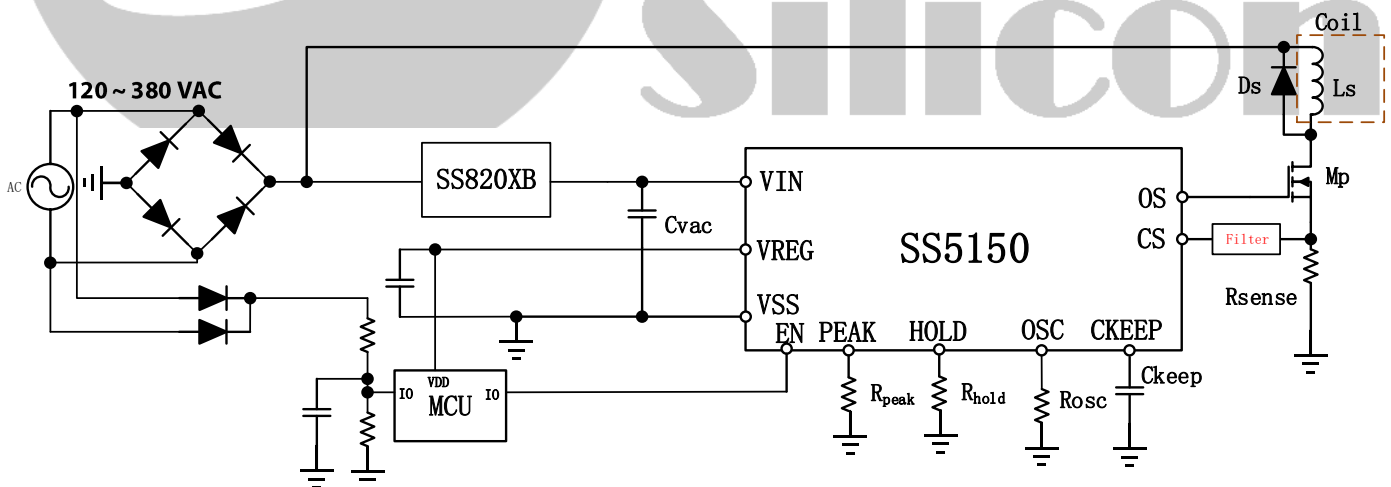 Silicon
Coil
120~380 VAC
Ds
Ls
AC
SS820XB
VIN
OS
Mp
Cvac
CS
Filter
VREG
SS5150
Rsense
VSS
EN PEAK HOLD OSC CKEEP
VDD
IO MCU IO
Rpeak
Rhold
Rosc
Ckeep